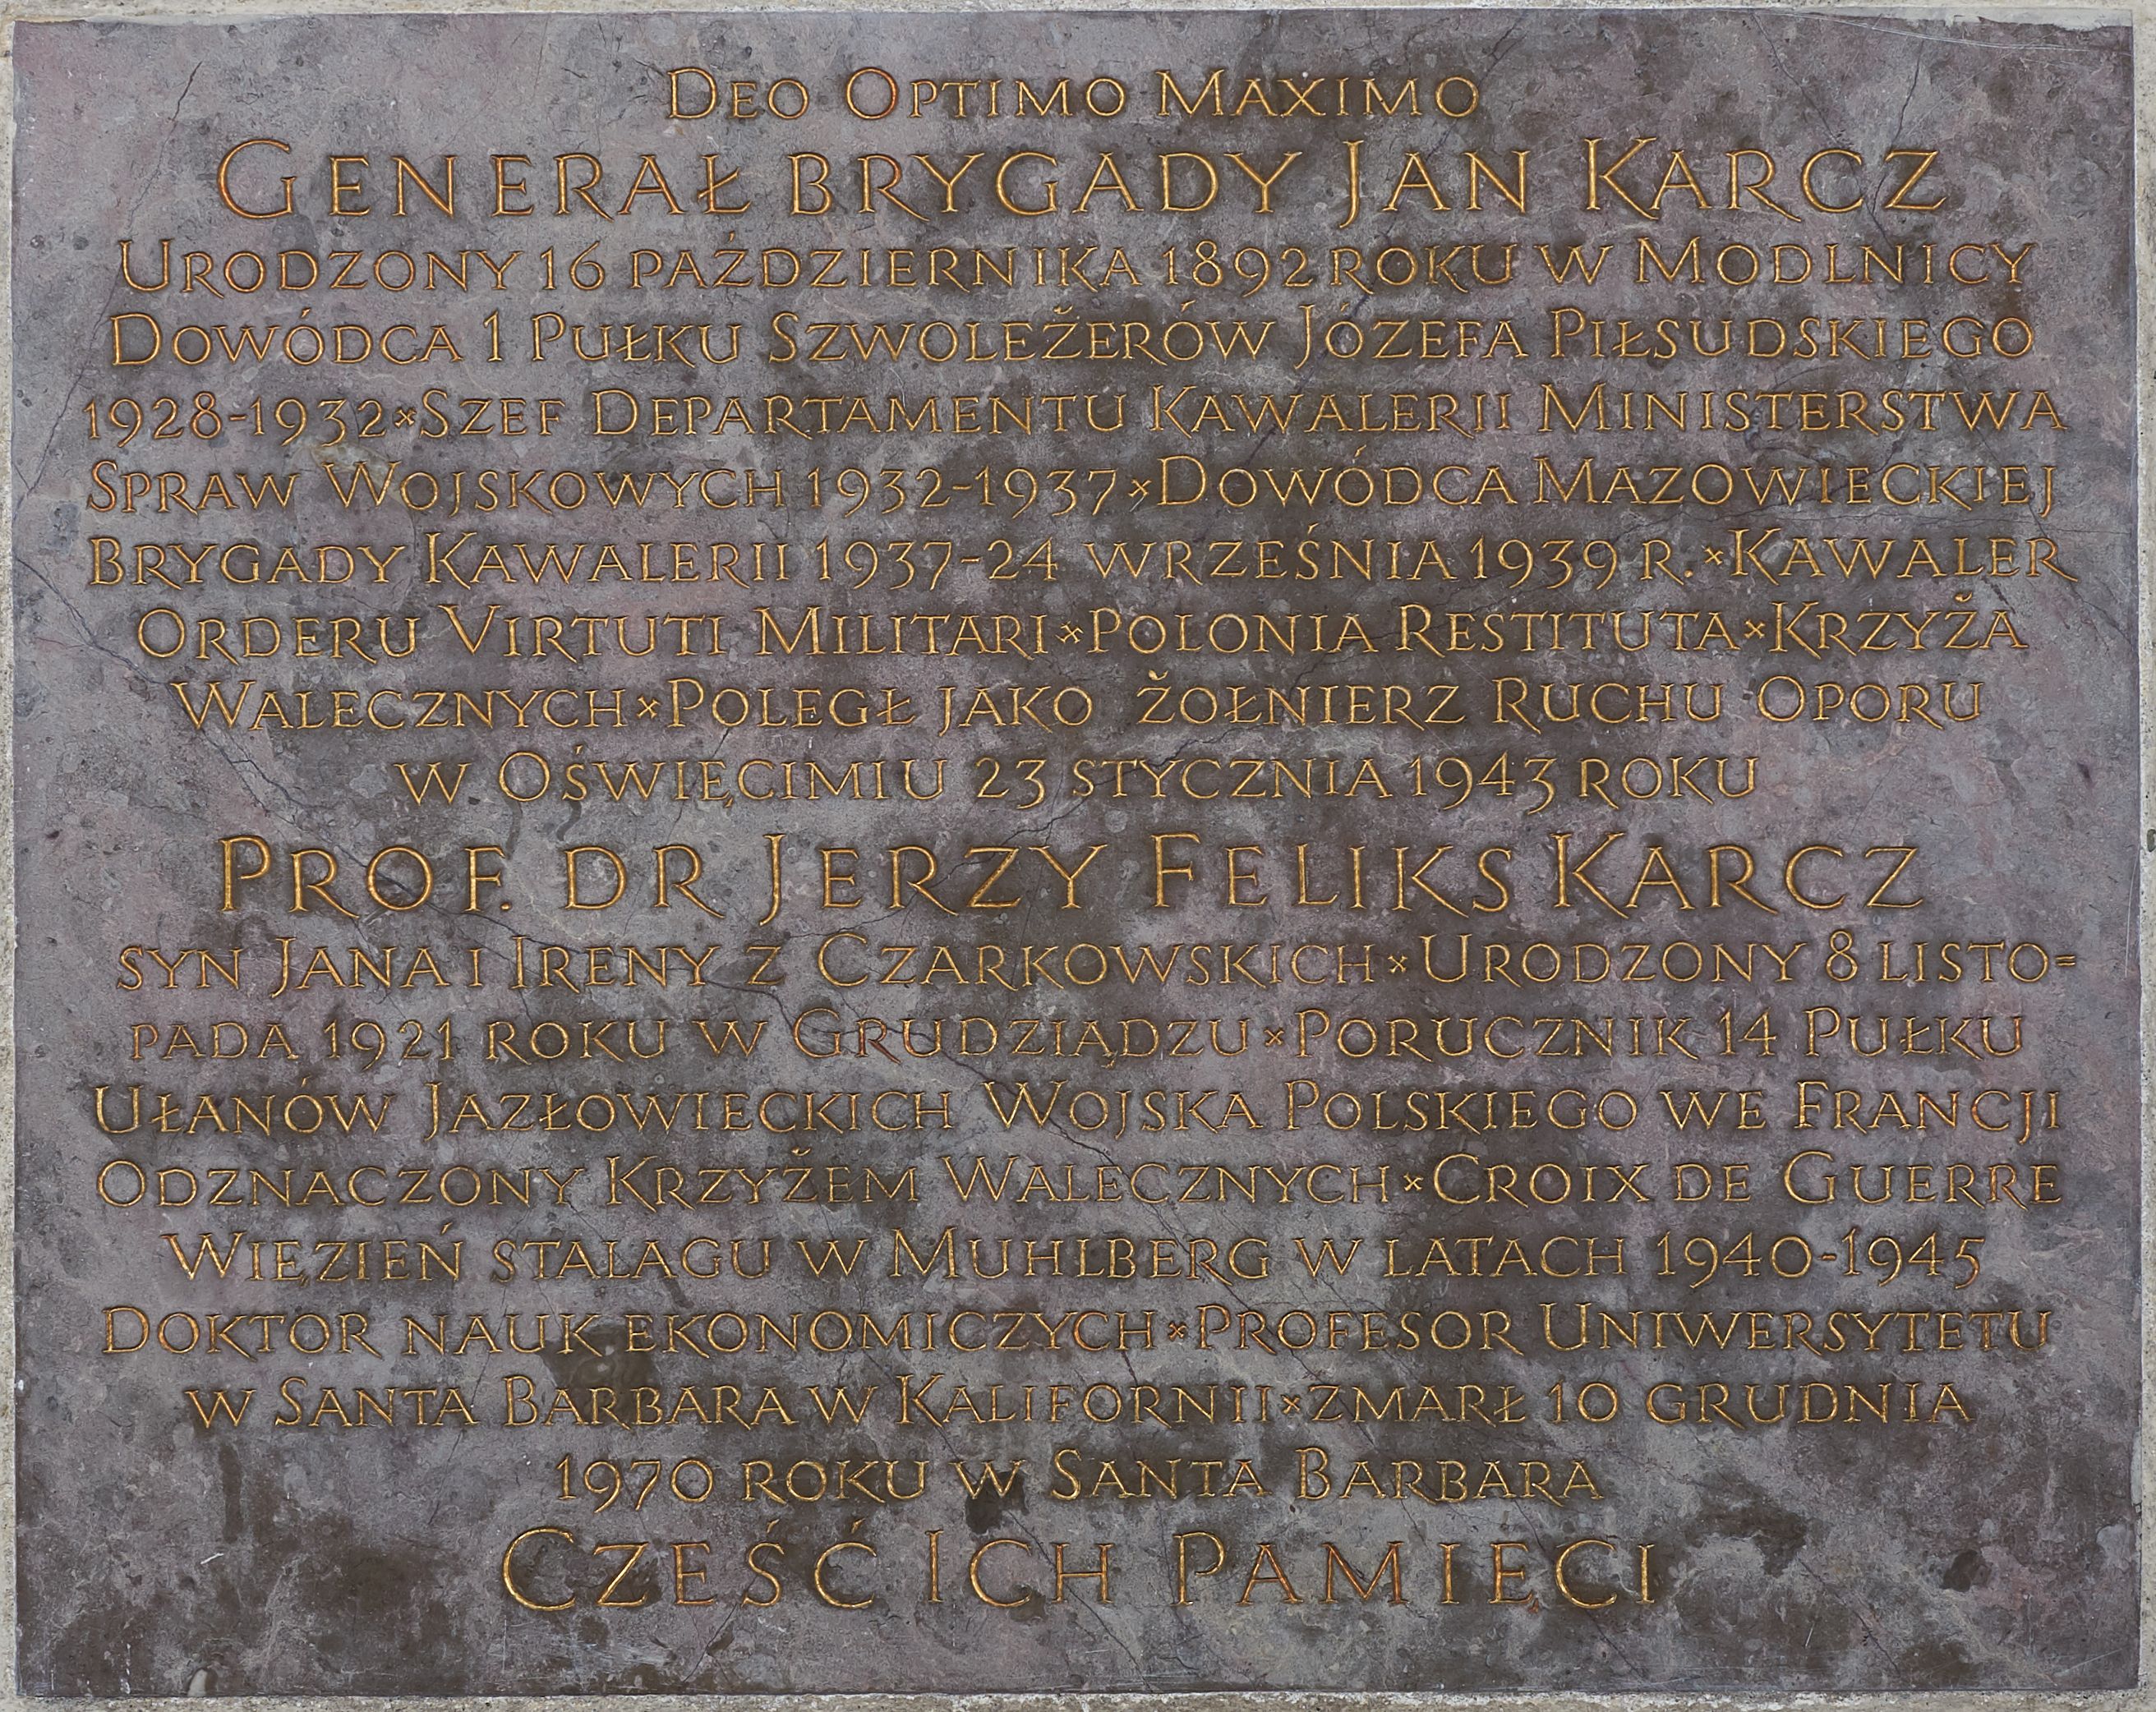 Deo Optimo Maximo
Generał brygady Jan Karcz
Urodzony 16 października 1892 roku w Modlnicy
Dowódca 1 Pułku Szwoleżerów Józefa Piłsudskiego
1928-1932×Szef Departamentu Kawalerii Ministerstwa
Spraw Wojskowych 1932-1937×Dowódca Mazowieckiej
Brygady Kawalerii 1937-24 września 1939 r.×Kawaler
Orderu Virtuti Militari×Polonia Restituta×Krzyża
Walecznych×Poległ jako żołnierz Ruchu Oporu
w Oświęcimiu 23 stycznia 1943 roku
Prof. dr Jerzy Feliks Karcz
syn Jana i Ireny z Czarkowskich×Urodzony 8 listo=
pada 1921 roku w Grudziądzu×Porucznik 14 Pułku
Ułanów Jazłowieckich Wojska Polskiego we Francji
Odznaczony Krzyżem Walecznych×Croix de Guerre
Więzień stalagu w Muhlberg w latach 1940-1945
Doktor nauk ekonomiczych×Profesor Uniwersytetu
w Santa Barbara w Kalifornii×zmarł 10 grudnia
1970 roku w Santa Barbara
Cześć Ich Pamięci